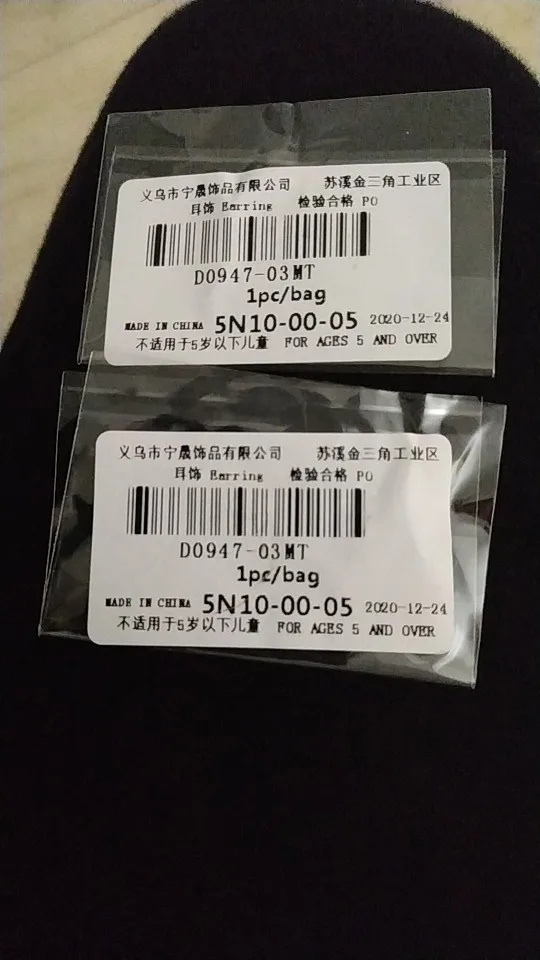 义乌市宁晟饰品有限公司 苏溪金三角工业区
耳饰 Earring 检验合格 PO
D0947-03MT
1pc/bag
MADE IN CHINA 5N10-00-05 2020-12-24
不适用于5岁以下儿童 FOR AGES 5 AND OVER
义乌市宁晟饰品有限公司 苏溪金三角工业区
耳饰 Earring 检验合格 PO
D0947-03MT
1pc/bag
MADE IN CHINA 5N10-00-05 2020-12-24
不适用于5岁以下儿童 FOR AGES 5 AND OVER